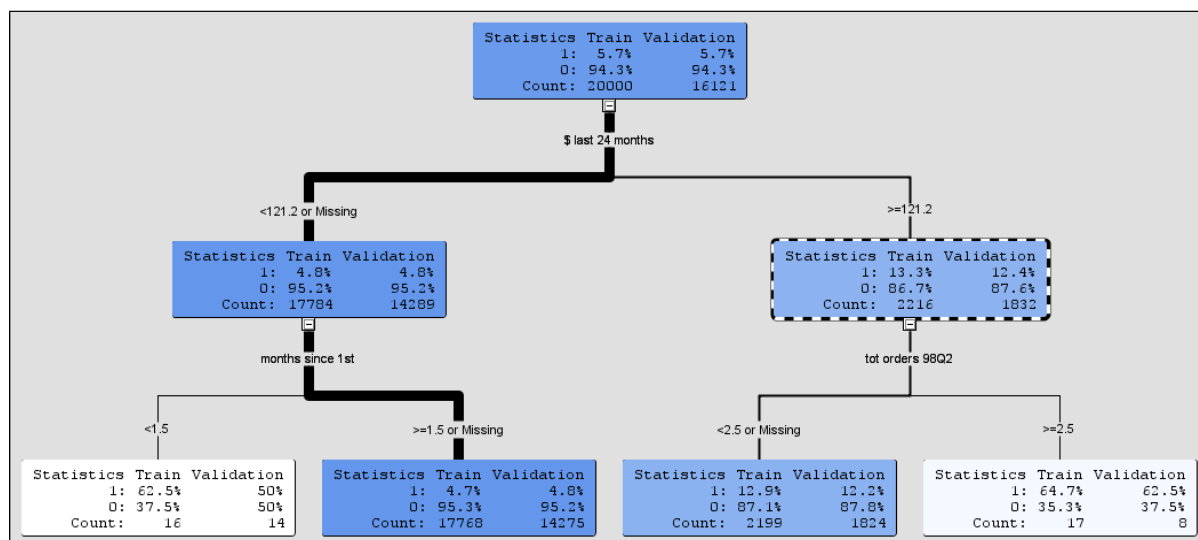 Statistics Train Validation
1: 5.7% 5.7%
0: 94.3% 94.3%
Count: 20000 16121
$ last 24 months
<121.2 or Missing
>=121.2
Statistics Train Validation
1: 4.8% 4.8%
0: 95.2% 95.2%
Count: 17784 14289
Statistics Train Validation
1: 13.3% 12.4%
0: 86.7% 87.6%
Count: 2216 1832
months since 1st
tot orders 98Q2
<1.5
>=1.5 or Missing
<2.5 or Missing
>=2.5
Statistics Train Validation
1: 62.5% 50%
0: 37.5% 50%
Count: 16 14
Statistics Train Validation
1: 4.7% 4.8%
0: 95.3% 95.2%
Count: 17768 14275
Statistics Train Validation
1: 12.9% 12.2%
0: 87.1% 87.8%
Count: 2199 1824
Statistics Train Validation
1: 64.7% 62.5%
0: 35.3% 37.5%
Count: 17 8